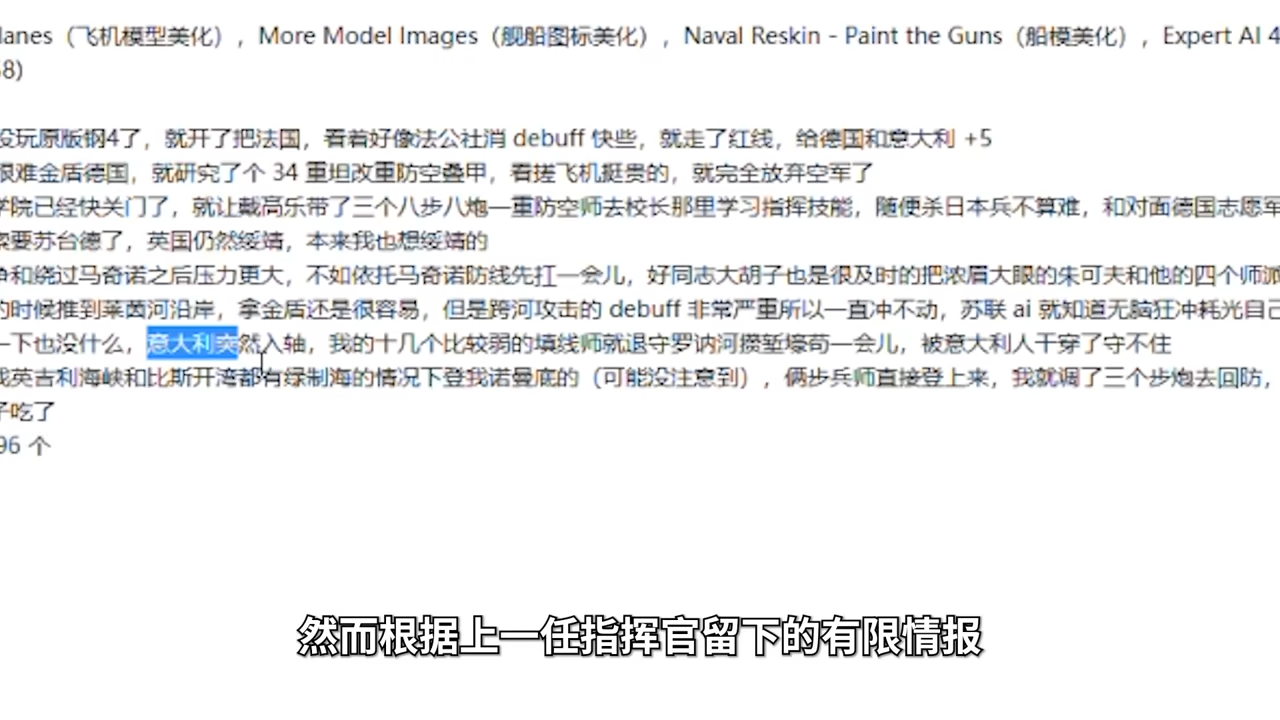 lanes（飞机模型美化），More Model Images（舰船图标美化），Naval Reskin - Paint the Guns（船模美化），Expert AI 4
8)
没玩原版钢4了，就开了把法国，看着好像法公社消 debuff 快些，就走了红线，给德国和意大利 +5
很难金盾德国，就研究了个 34 重坦改重防空叠甲，看搓飞机挺贵的，就完全放弃空军了
学院已经快关门了，就让戴高乐带了三个八步八炮一重防空师去校长那里学习指挥技能，随便杀日本兵不算难，和对面德国志愿军
索要苏台德了，英国仍然绥靖，本来我也想绥靖的
争和绕过马奇诺之后压力更大，不如依托马奇诺防线先扛一会儿，好同志大胡子也是很及时的把浓眉大眼的朱可夫和他的四个师派
的时候推到莱茵河沿岸，拿金盾还是很容易，但是跨河攻击的 debuff 非常严重所以一直冲不动，苏联 ai 就知道无脑狂冲耗光自己
一下也没什么，意大利突然入轴，我的十几个比较弱的填线师就退守罗讷河攒堑壕苟一会儿，被意大利人干穿了守不住
我英吉利海峡和比斯开湾都有绿制海的情况下登我诺曼底的（可能没注意到），俩步兵师直接登上来，我就调了三个步炮去回防，
子吃了
96 个
然而根据上一任指挥官留下的有限情报